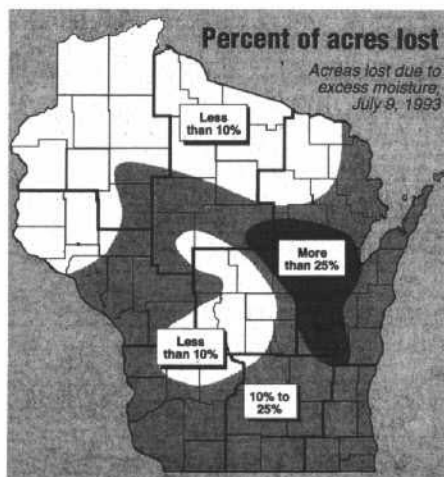 Percent of acres lost
Acreas lost due to
excess moisture,
July 9, 1993
Less
than 10%
More
than 25%
Less
than 10%
10% to
25%